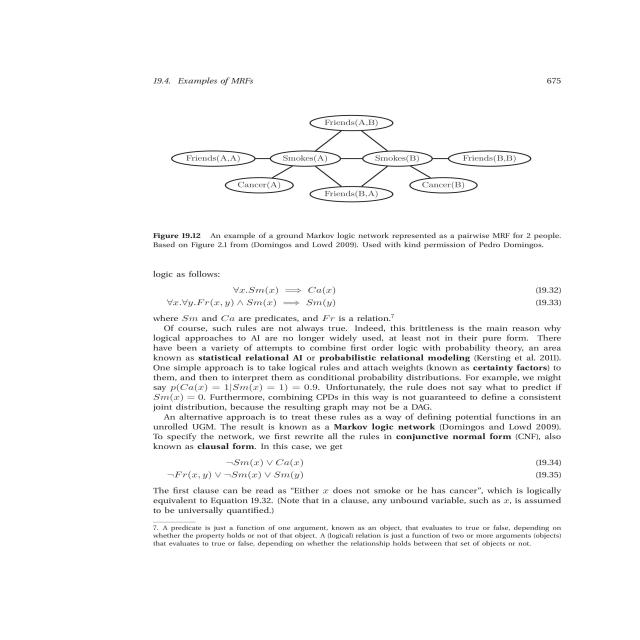 19.4. Examples of MRFs 675
Friends(A,B)
Friends(A,A) Smokes(A) Smokes(B) Friends(B,B)
Cancer(A) Cancer(B)
Friends(B,A)
Figure 19.12 An example of a ground Markov logic network represented as a pairwise MRF for 2 people.
Based on Figure 2.1 from (Domingos and Lowd 2009). Used with kind permission of Pedro Domingos.
logic as follows:
∀x.Sm(x) ⟹ Ca(x) (19.32)
∀x.∀y.Fr(x, y) ∧ Sm(x) ⟹ Sm(y) (19.33)
where Sm and Ca are predicates, and Fr is a relation.7
Of course, such rules are not always true. Indeed, this brittleness is the main reason why
logical approaches to AI are no longer widely used, at least not in their pure form. There
have been a variety of attempts to combine first order logic with probability theory, an area
known as statistical relational AI or probabilistic relational modeling (Kersting et al. 2011).
One simple approach is to take logical rules and attach weights (known as certainty factors) to
them, and then to interpret them as conditional probability distributions. For example, we might
say p(Ca(x) = 1|Sm(x) = 1) = 0.9. Unfortunately, the rule does not say what to predict if
Sm(x) = 0. Furthermore, combining CPDs in this way is not guaranteed to define a consistent
joint distribution, because the resulting graph may not be a DAG.
An alternative approach is to treat these rules as a way of defining potential functions in an
unrolled UGM. The result is known as a Markov logic network (Domingos and Lowd 2009).
To specify the network, we first rewrite all the rules in conjunctive normal form (CNF), also
known as clausal form. In this case, we get
¬Sm(x) ∨ Ca(x) (19.34)
¬Fr(x, y) ∨ ¬Sm(x) ∨ Sm(y) (19.35)
The first clause can be read as “Either x does not smoke or he has cancer”, which is logically
equivalent to Equation 19.32. (Note that in a clause, any unbound variable, such as x, is assumed
to be universally quantified.)
7. A predicate is just a function of one argument, known as an object, that evaluates to true or false, depending on
whether the property holds or not of that object. A (logical) relation is just a function of two or more arguments (objects)
that evaluates to true or false, depending on whether the relationship holds between that set of objects or not.